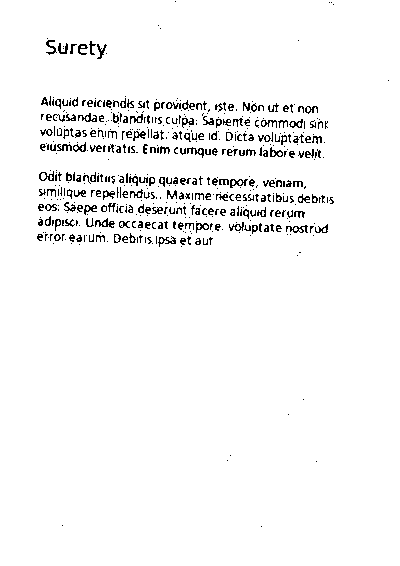 Surety
Aliquid reiciendis sit provident, iste. Non ut et non
recusandae. blanditiis culpa. Sapiente commodi sint
voluptas enim repellat. atque id. Dicta voluptatem.
eiusmod veritatis. Enim cumque rerum labore velit.
Odit blanditiis aliquip quaerat tempore, veniam,
similique repellendus.. Maxime necessitatibus debitis
eos. Saepe officia deserunt facere aliquid rerum
adipisci. Unde occaecat tempore. voluptate nostrud
error earum. Debitis ipsa et aut